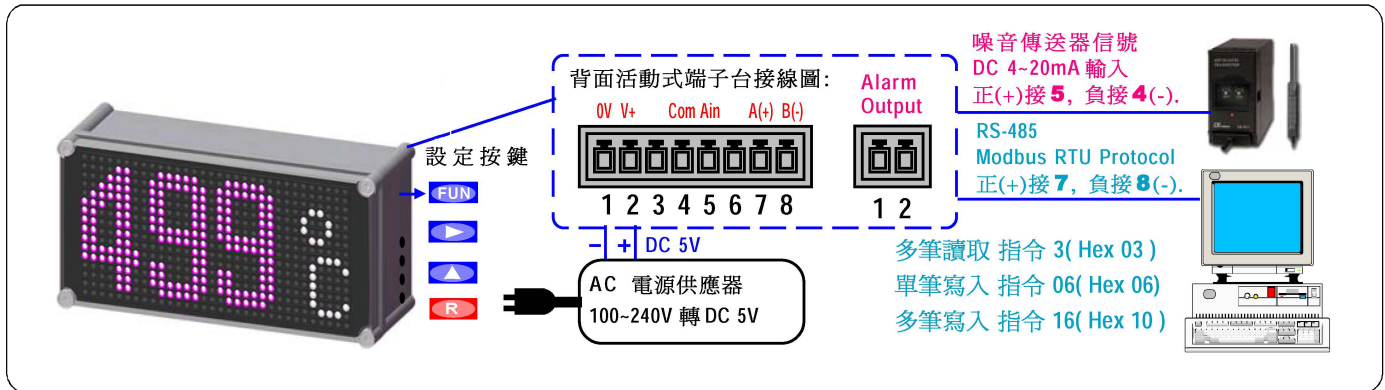 499
°C
設定按鍵
FUN
R
背面活動式端子台接線圖:
0V V+ Com Ain A(+) B(-)
1 2 3 4 5 6 7 8
Alarm
Output
1 2
− + DC 5V
AC 電源供應器
100~240V 轉 DC 5V
噪音傳送器信號
DC 4~20mA 輸入
正(+)接5, 負接4(-).
RS-485
Modbus RTU Protocol
正(+)接7, 負接8(-).
多筆讀取 指令 3( Hex 03 )
單筆寫入 指令 06( Hex 06)
多筆寫入 指令 16( Hex 10 )